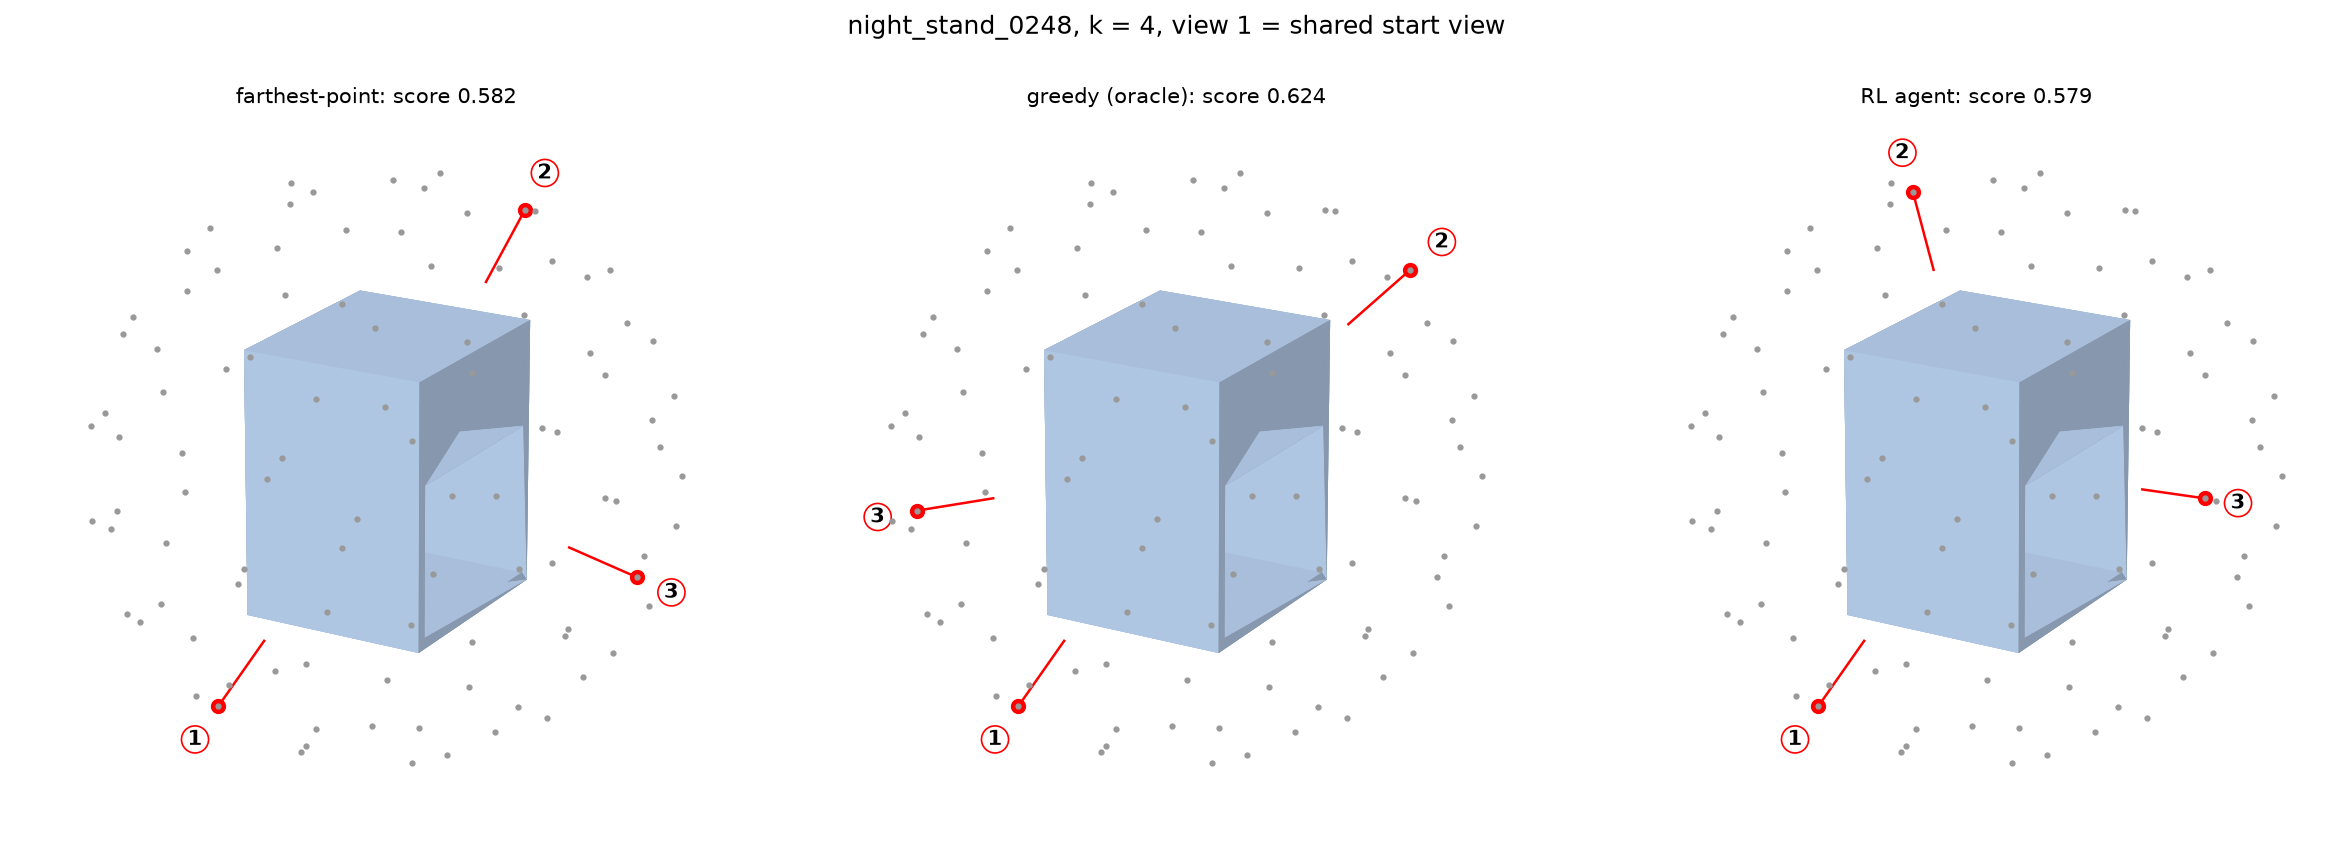 night_stand_0248, k = 4, view 1 = shared start view
farthest-point: score 0.582
2
3
1
greedy (oracle): score 0.624
2
3
1
RL agent: score 0.579
2
3
1